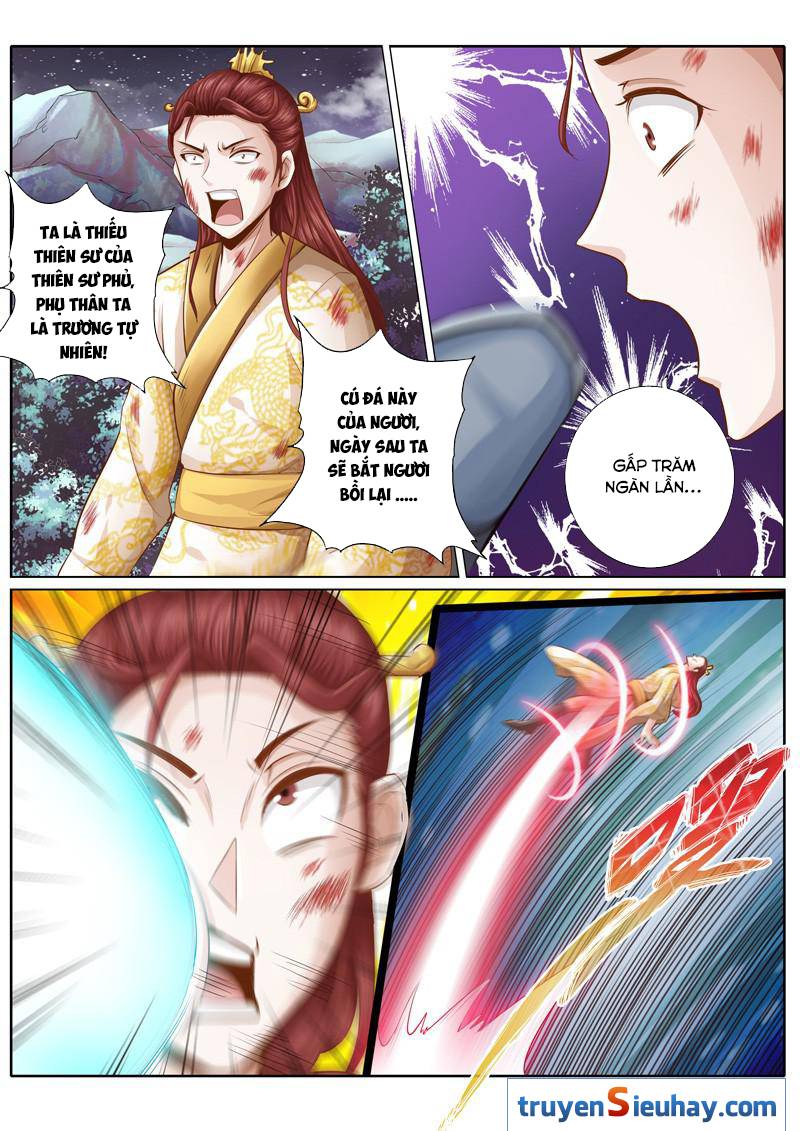 TA LÀ THIẾU
THIÊN SƯ CỦA
THIÊN SƯ PHỦ,
PHỤ THÂN TA
LÀ TRƯƠNG TỰ
NHIÊN!
CÚ ĐÁ NÀY
CỦA NGƯƠI,
NGÀY SAU TA
SẼ BẮT NGƯƠI
BỒI LẠI .....
GẤP TRĂM
NGÀN LẦN...
truyenSieuhay.com